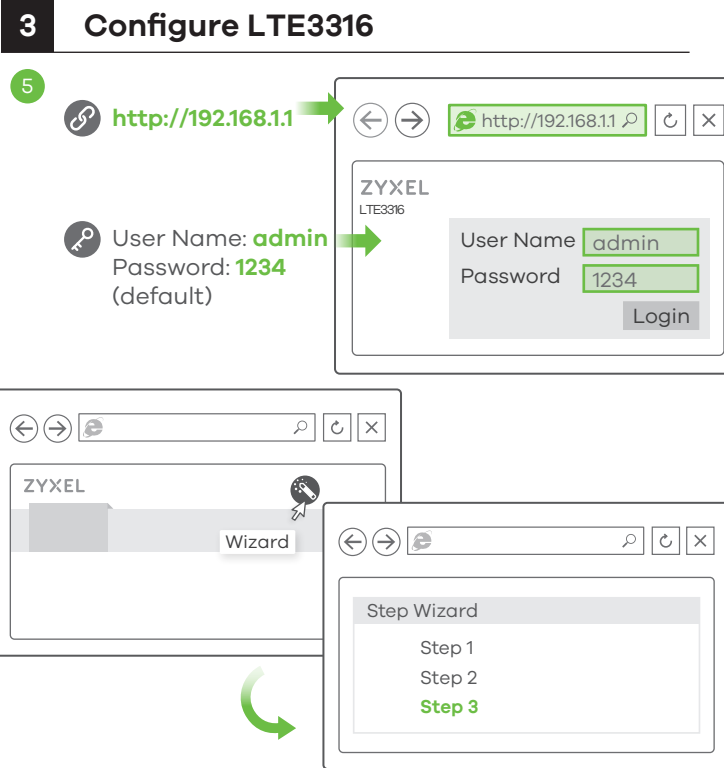 3 Configure LTE3316
5
http://192.168.1.1
http://192.168.1.1
ZYXEL
LTE3316
User Name: admin
Password: 1234
(default)
User Name admin
Password 1234
Login
ZYXEL
Wizard
Step Wizard
Step 1
Step 2
Step 3